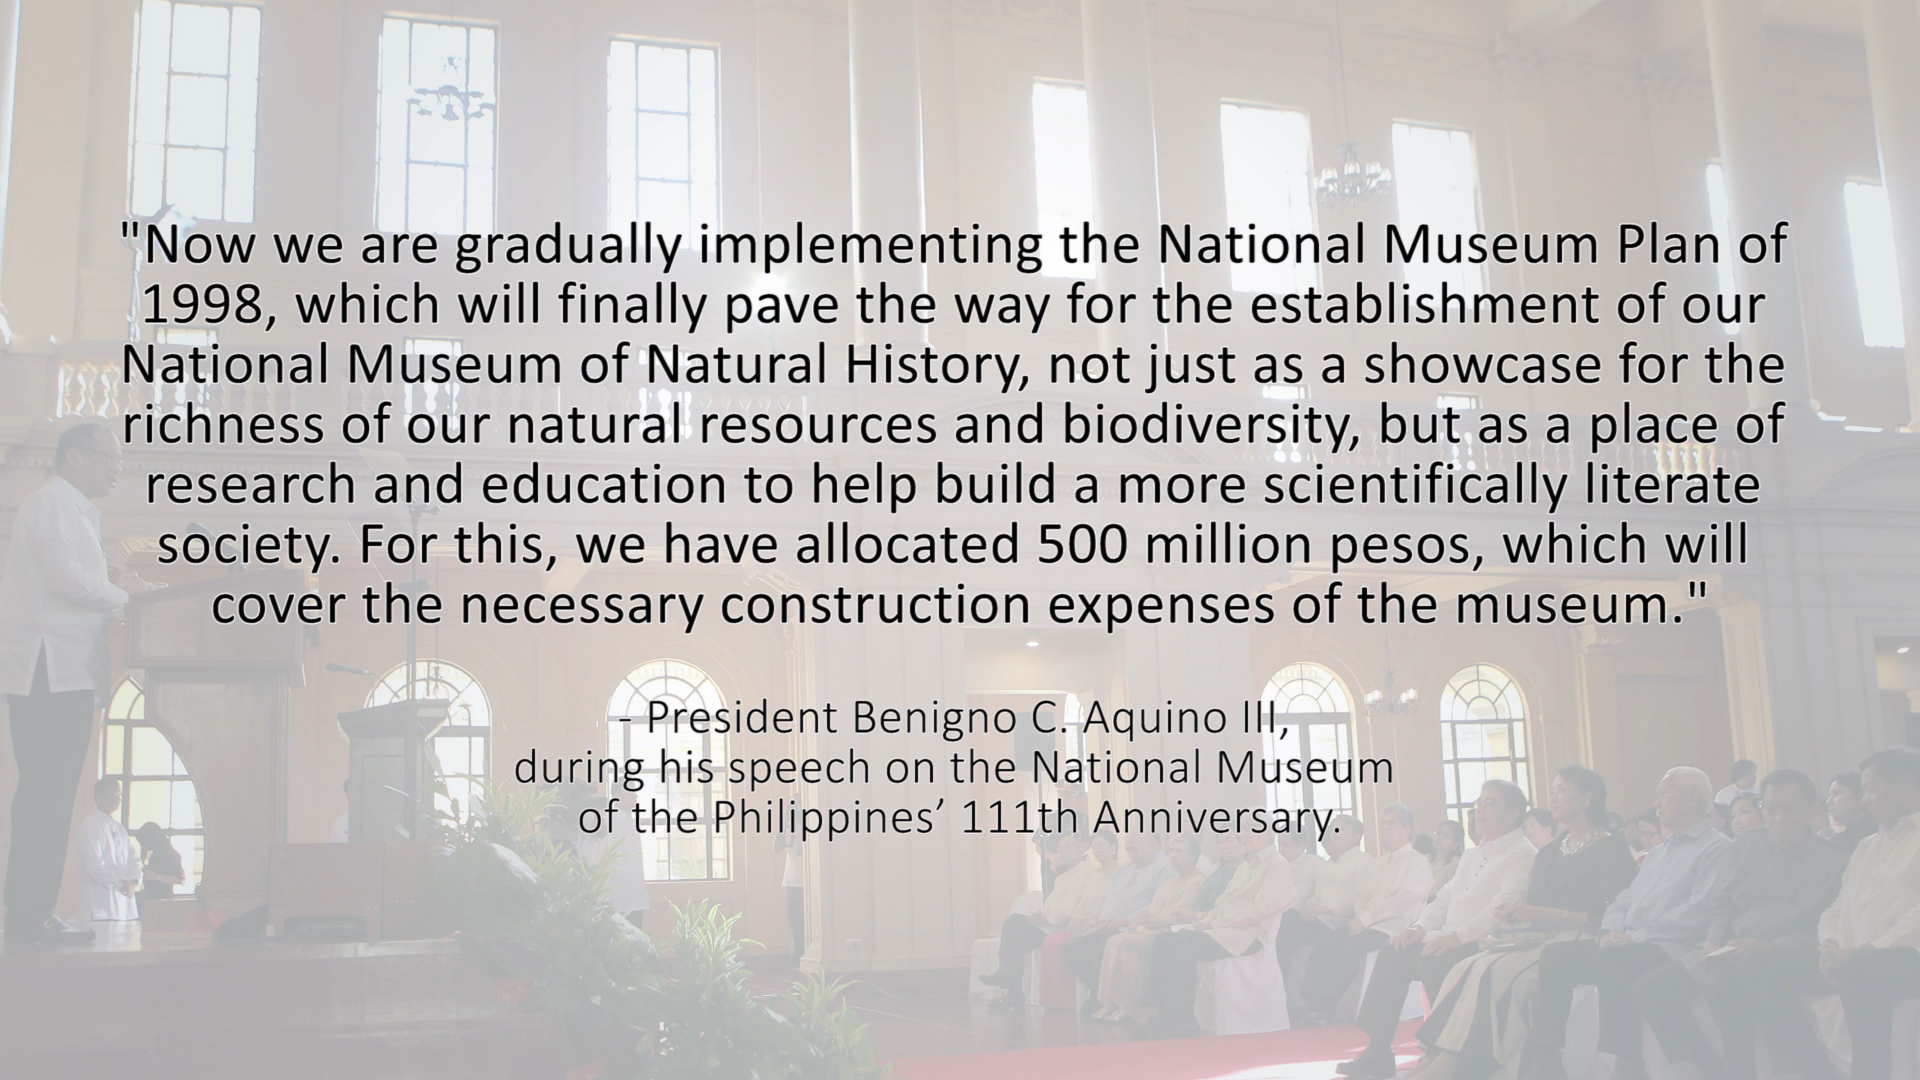 "Now we are gradually implementing the National Museum Plan of
1998, which will finally pave the way for the establishment of our
National Museum of Natural History, not just as a showcase for the
richness of our natural resources and biodiversity, but as a place of
research and education to help build a more scientifically literate
society. For this, we have allocated 500 million pesos, which will
cover the necessary construction expenses of the museum."
- President Benigno C. Aquino III,
during his speech on the National Museum
of the Philippines’ 111th Anniversary.